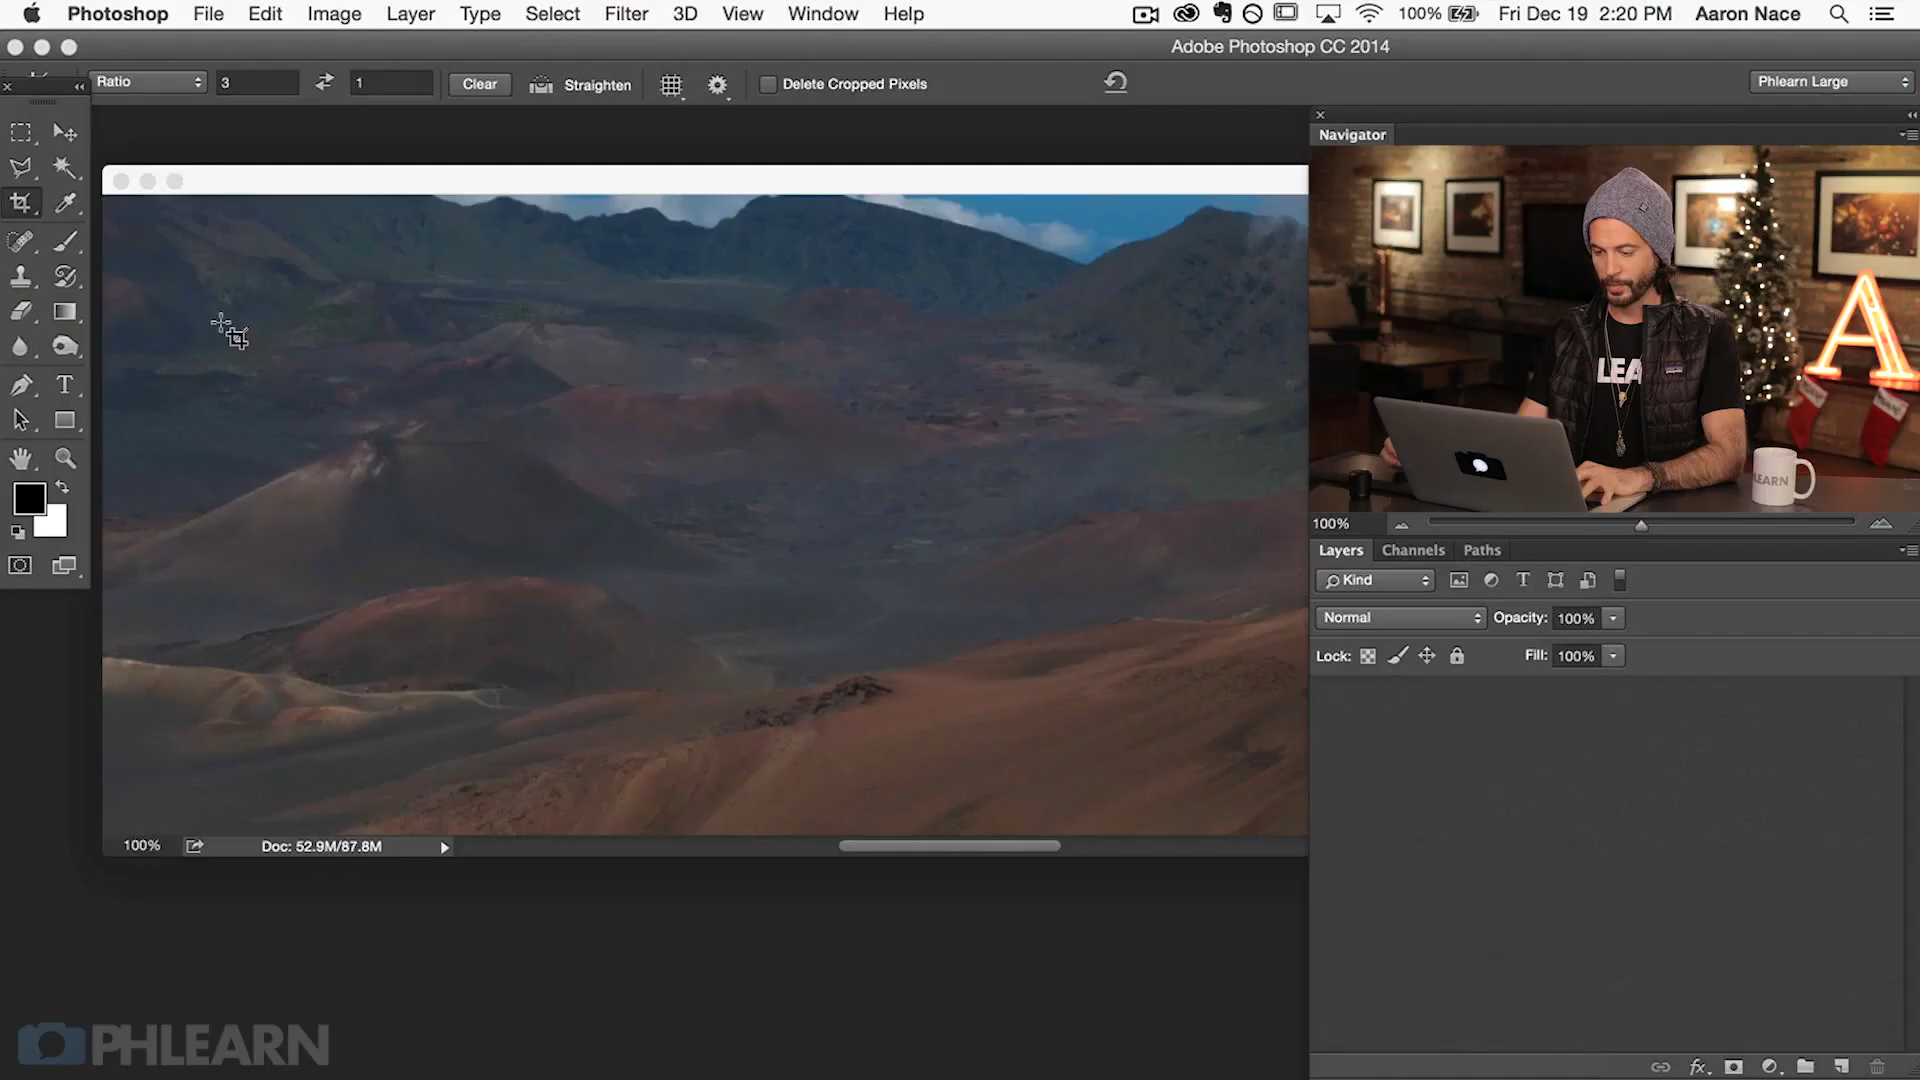 Photoshop File Edit Image Layer Type Select Filter 3D View Window Help 100% Fri Dec 19 2:20 PM Aaron Nace
Adobe Photoshop CC 2014
Ratio 3 1 Clear Straighten Delete Cropped Pixels Phlearn Large
Navigator
LEA
A
HLEARN
100%
Layers Channels Paths
Kind
Normal Opacity: 100%
Lock: Fill: 100%
100% Doc: 52.9M/87.8M
PHLEARN